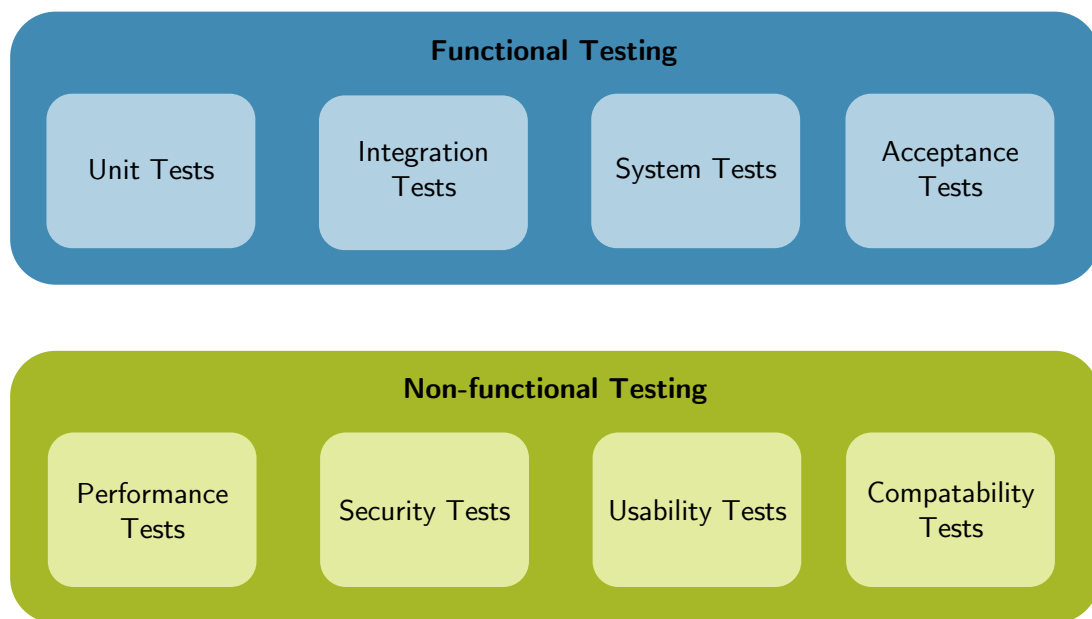 Functional Testing
Unit Tests
Integration
Tests
System Tests
Acceptance
Tests
Non-functional Testing
Performance
Tests
Security Tests
Usability Tests
Compatability
Tests